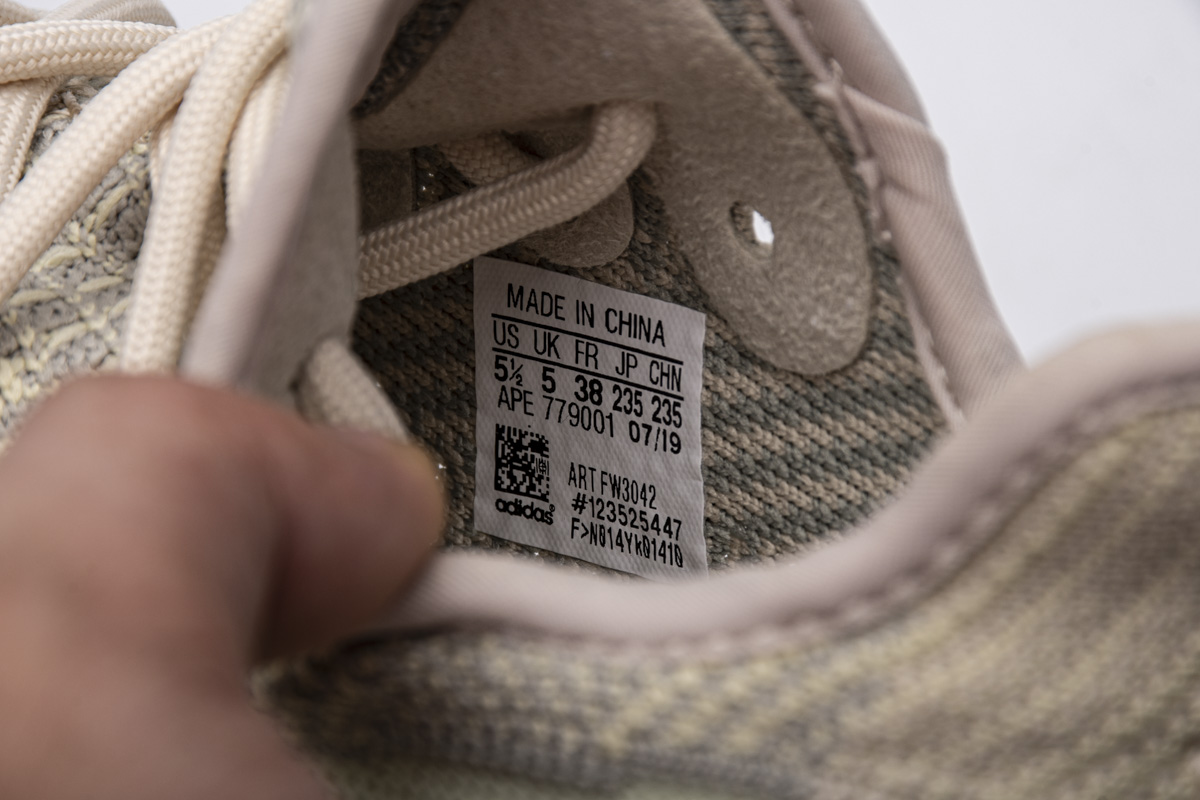 MADE IN CHINA
US UK FR JP CHN
5½ 5 38 235 235
APE 779001 07/19
adidas®
ART FW3042
#123525447
F>N014Yk01410